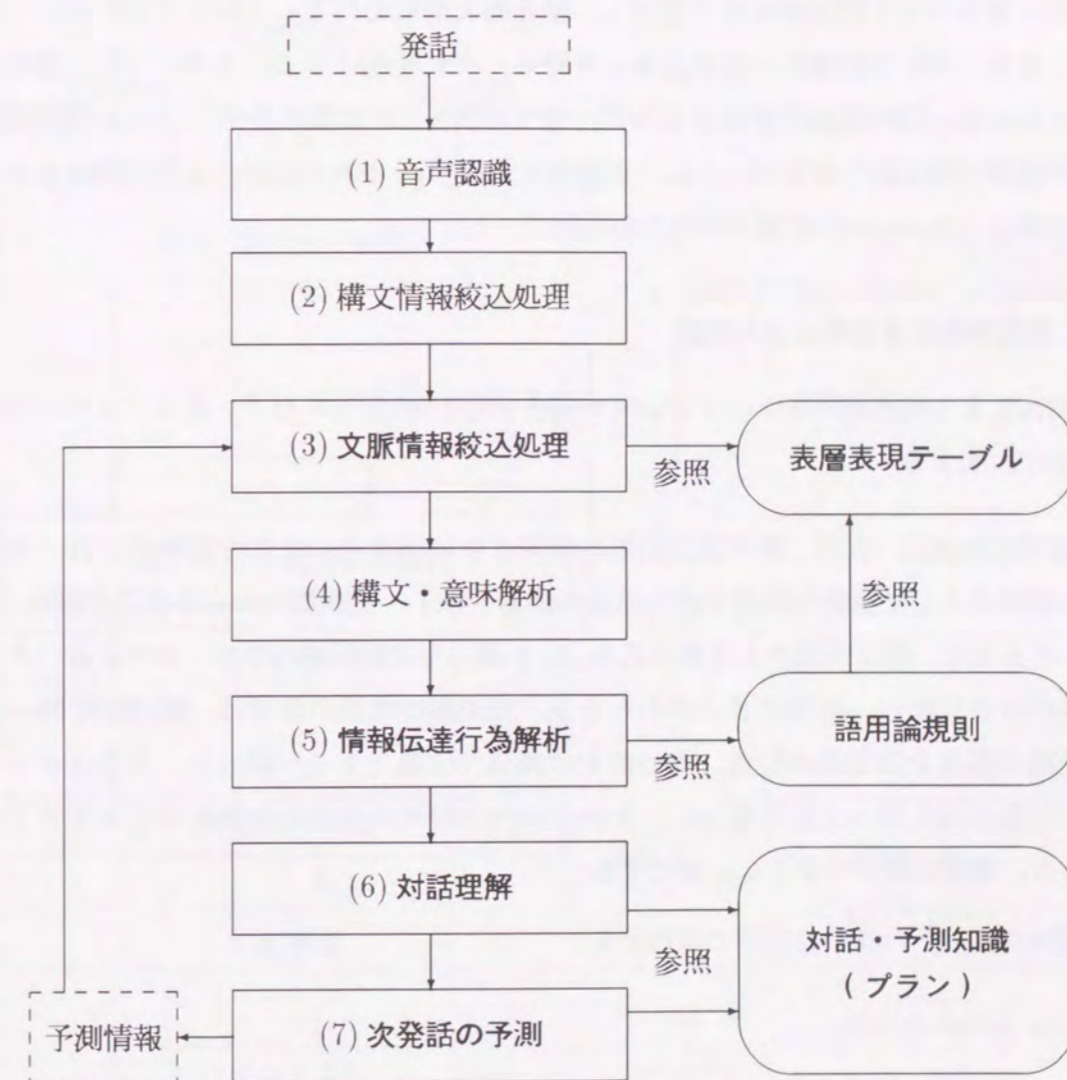 発話
(1) 音声認識
(2) 構文情報絞込処理
(3) 文脈情報絞込処理
参照
表層表現テーブル
(4) 構文・意味解析
参照
(5) 情報伝達行為解析
参照
語用論規則
(6) 対話理解
参照
対話・予測知識
(プラン)
(7) 次発話の予測
予測情報